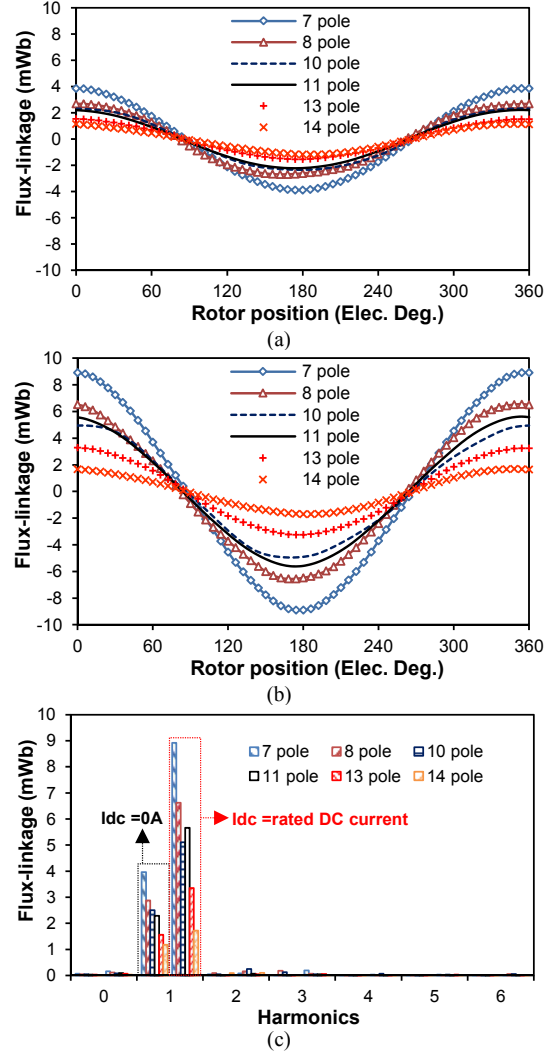 10
8
6
4
2
0
-2
-4
-6
-8
-10
Flux-linkage (mWb)
7 pole
8 pole
10 pole
11 pole
13 pole
14 pole
0 60 120 180 240 300 360
Rotor position (Elec. Deg.)
(a)
10
8
6
4
2
0
-2
-4
-6
-8
-10
Flux-linkage (mWb)
7 pole
8 pole
10 pole
11 pole
13 pole
14 pole
0 60 120 180 240 300 360
Rotor position (Elec. Deg.)
(b)
10
9
8
7
6
5
4
3
2
1
0
Flux-linkage (mWb)
7 pole 8 pole 10 pole
11 pole 13 pole 14 pole
Idc =0A
Idc =rated DC current
0 1 2 3 4 5 6
Harmonics
(c)